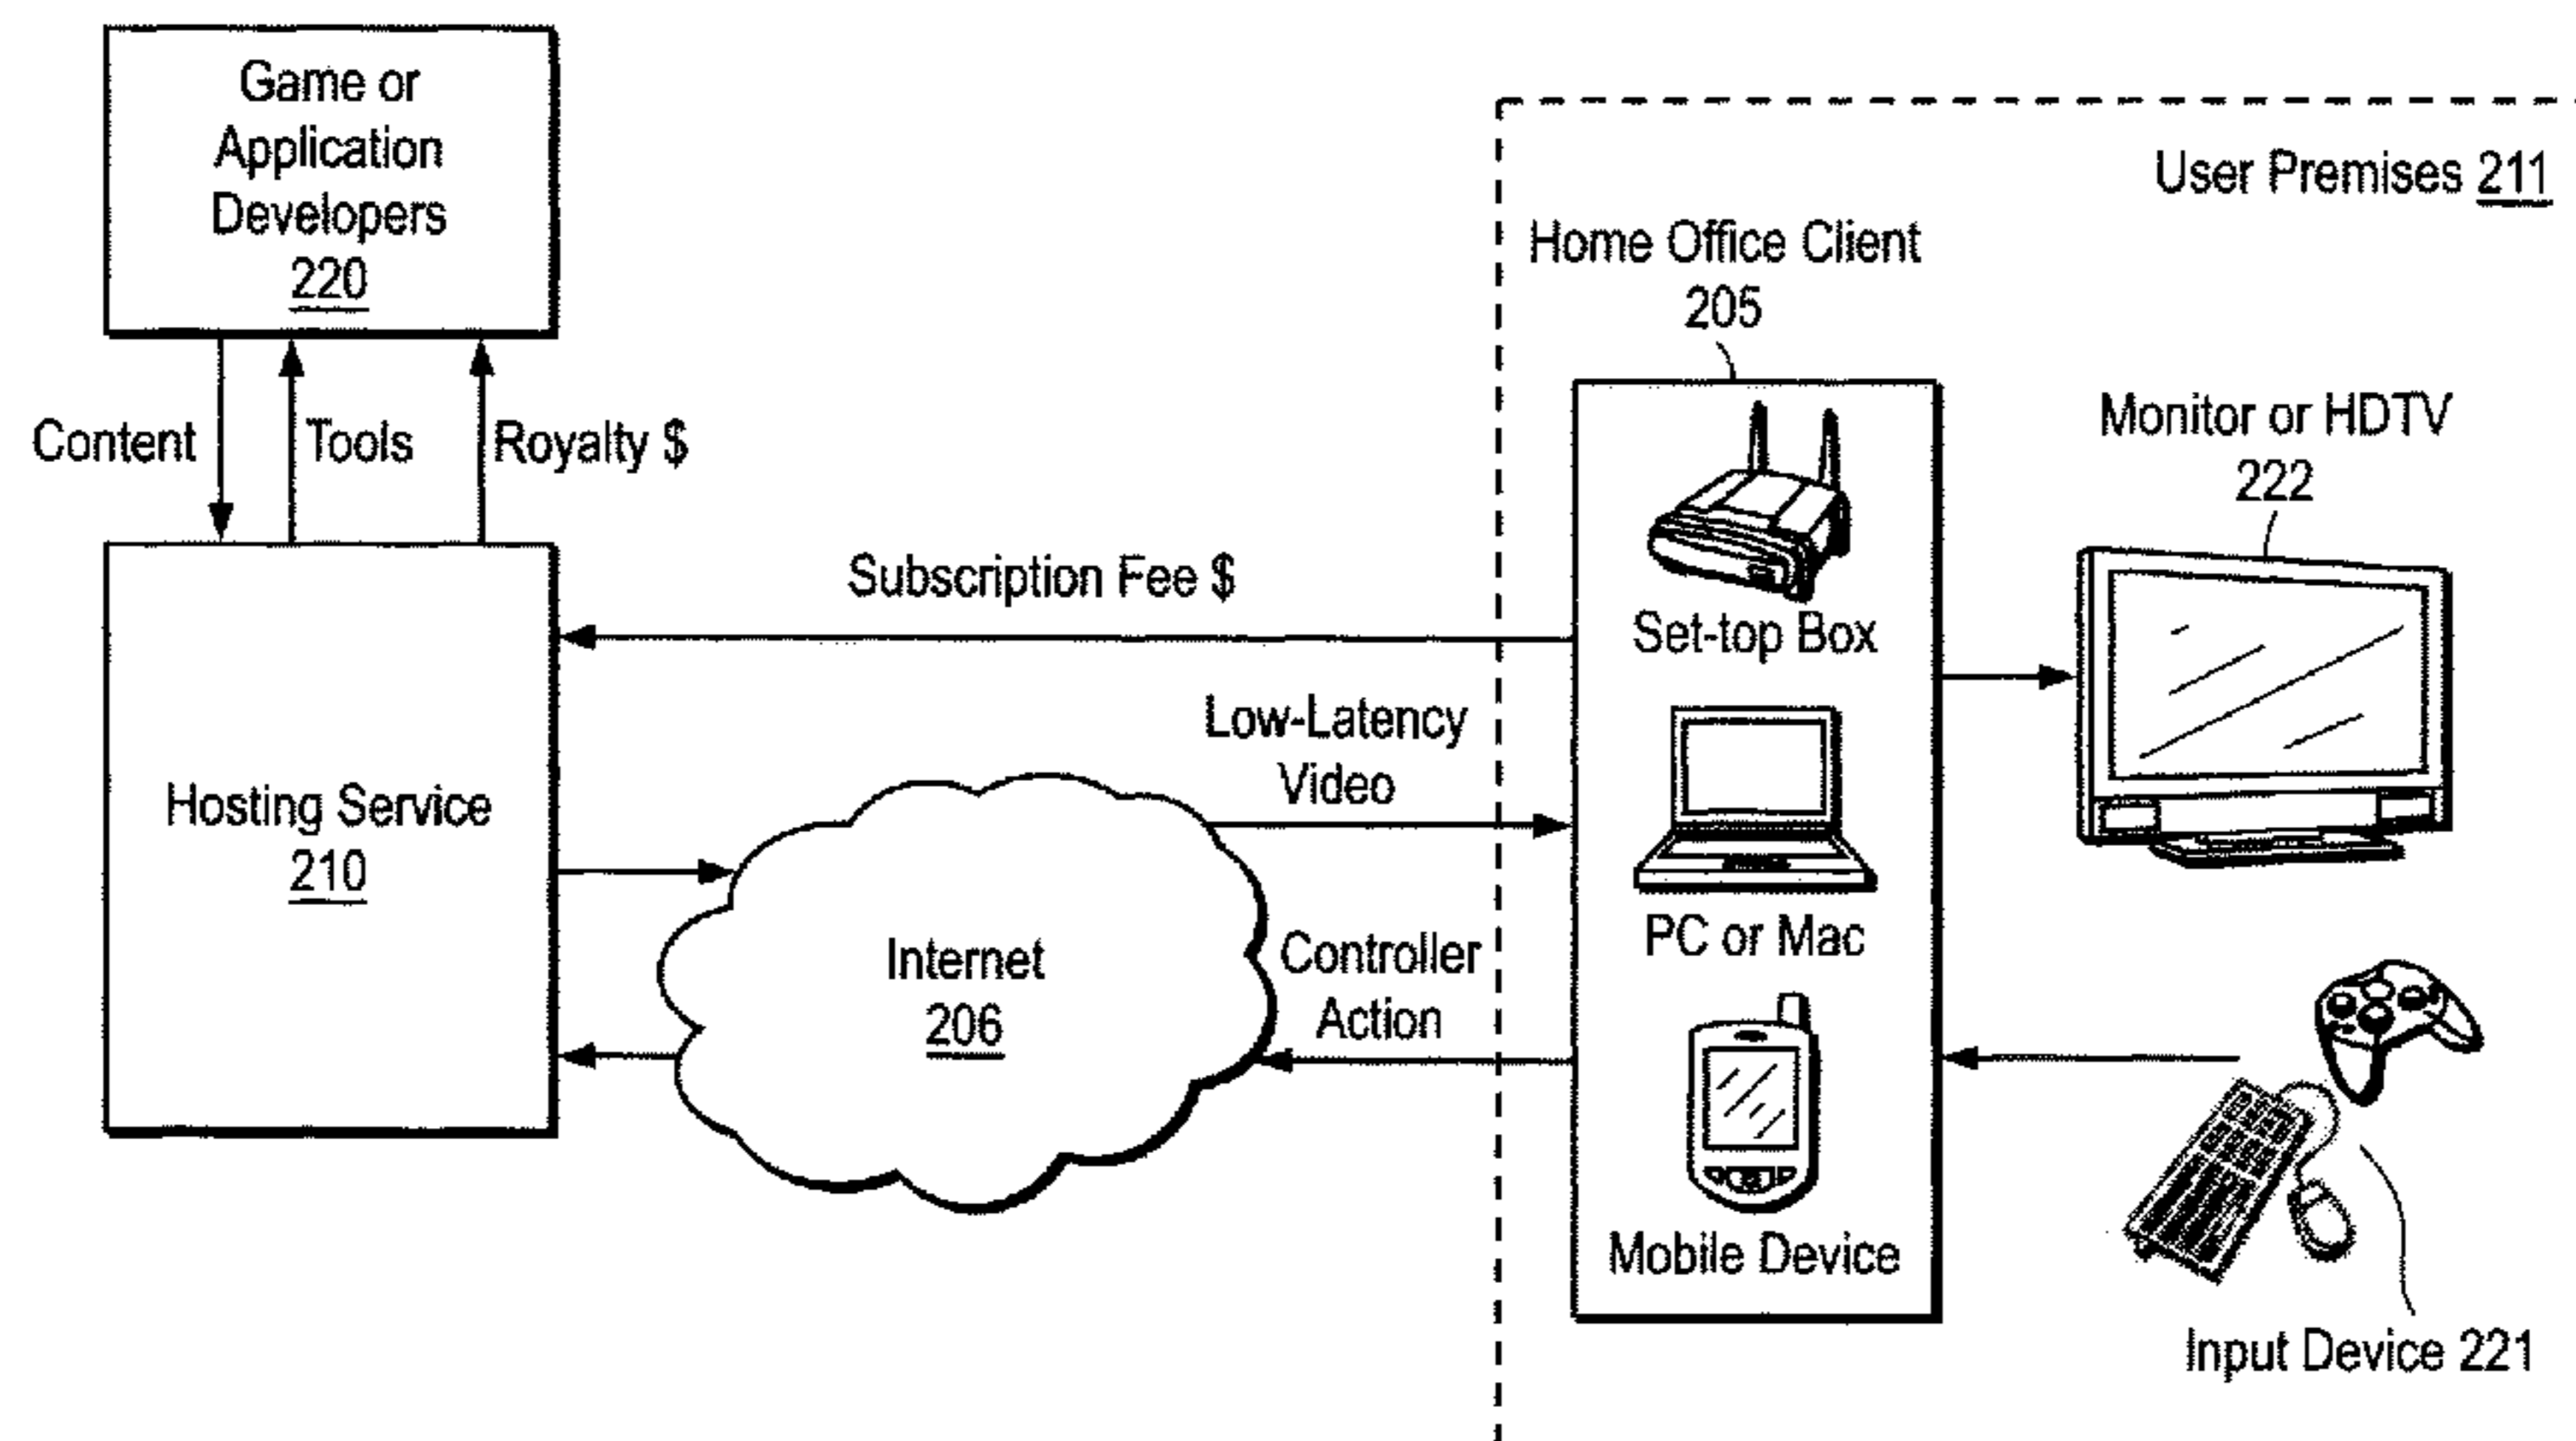 Game or
Application
Developers
220
User Premises 211
Home Office Client
205
Content
Tools
Royalty $
Monitor or HDTV
222
Subscription Fee $
Set-top Box
Low-Latency
Video
Hosting Service
210
PC or Mac
Internet
206
Controller
Action
Mobile Device
Input Device 221